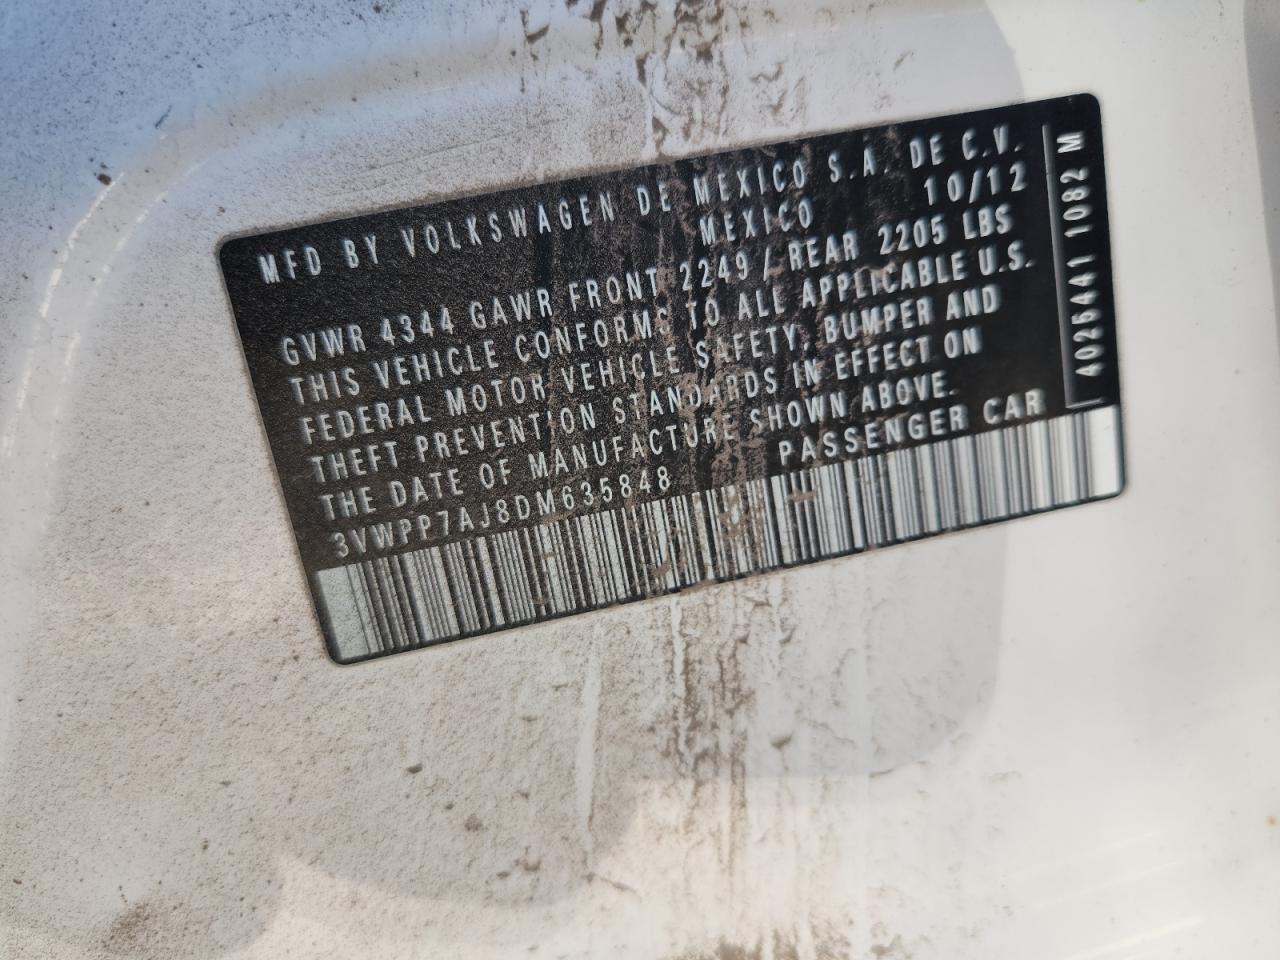 MFD BY VOLKSWAGEN DE MEXICO S.A. DE C.V.
MEXICO 10/12
GVWR 4344 GAWR FRONT 2249 / REAR 2205 LBS
THIS VEHICLE CONFORMS TO ALL APPLICABLE U.S.
FEDERAL MOTOR VEHICLE SAFETY, BUMPER AND
THEFT PREVENTION STANDARDS IN EFFECT ON
THE DATE OF MANUFACTURE SHOWN ABOVE.
3VWPP7AJ8DM635848 PASSENGER CAR
4025441 1082 M